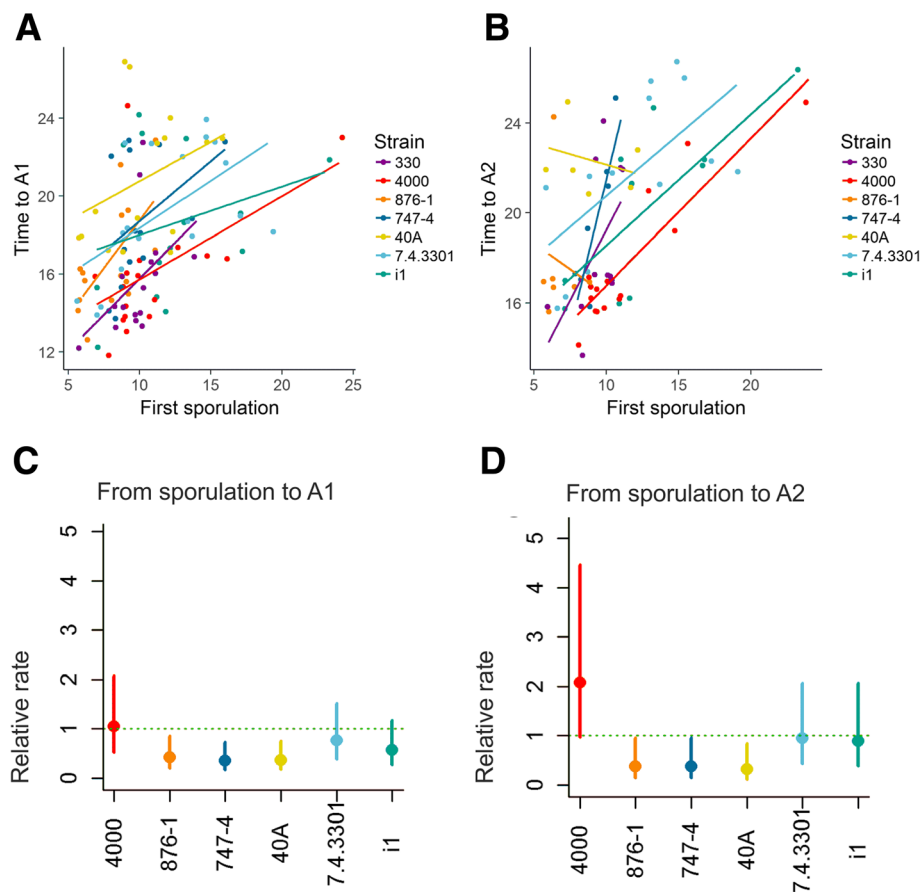 A
B
Time to A1
24
20
16
12
5
10
15
20
25
First sporulation
Strain
330
4000
876-1
747-4
40A
7.4.3301
i1
Time to A2
24
20
16
5
10
15
20
First sporulation
Strain
330
4000
876-1
747-4
40A
7.4.3301
i1
C
D
From sporulation to A1
From sporulation to A2
Relative rate
5
4
3
2
1
0
4000
876-1
747-4
40A
7.4.3301
i1
Relative rate
5
4
3
2
1
0
4000
876-1
747-4
40A
7.4.3301
i1